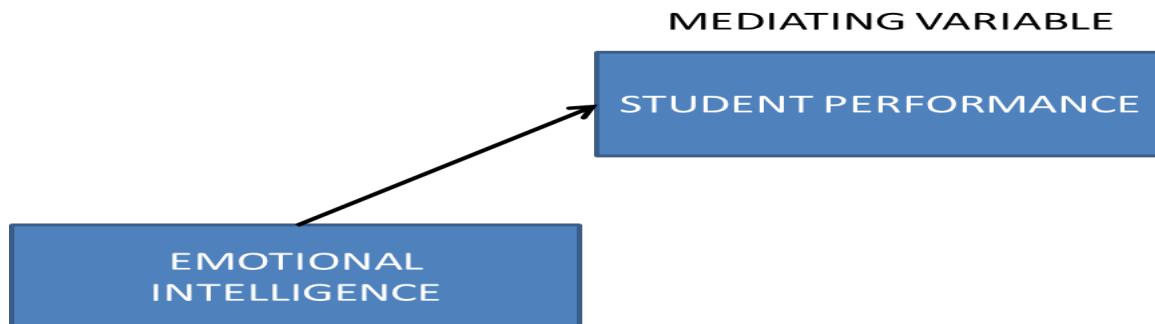 MEDIATING VARIABLE
STUDENT PERFORMANCE
EMOTIONAL
INTELLIGENCE